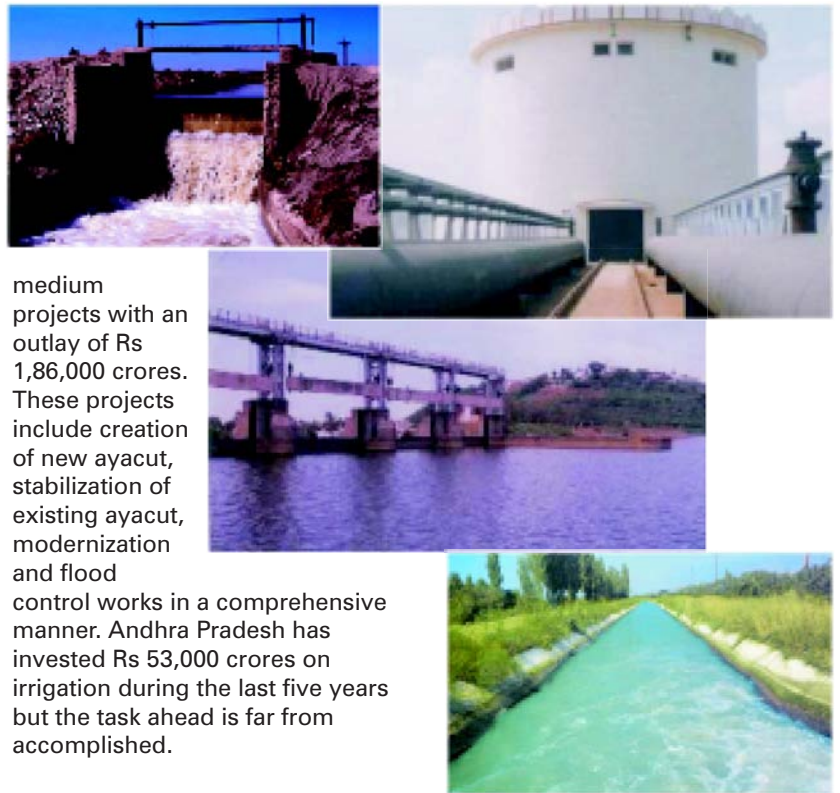 medium
projects with an
outlay of Rs
1,86,000 crores.
These projects
include creation
of new ayacut,
stabilization of
existing ayacut,
modernization
and flood
control works in a comprehensive
manner. Andhra Pradesh has
invested Rs 53,000 crores on
irrigation during the last five years
but the task ahead is far from
accomplished.